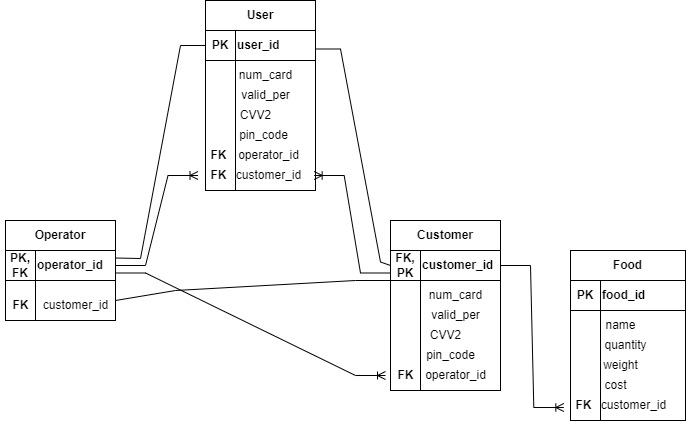 User
PK user_id
num_card
valid_per
CVV2
pin_code
FK operator_id
FK customer_id
Operator
PK,
FK operator_id
FK customer_id
Customer
FK,
PK customer_id
num_card
valid_per
CVV2
pin_code
FK operator_id
Food
PK food_id
name
quantity
weight
cost
FK customer_id